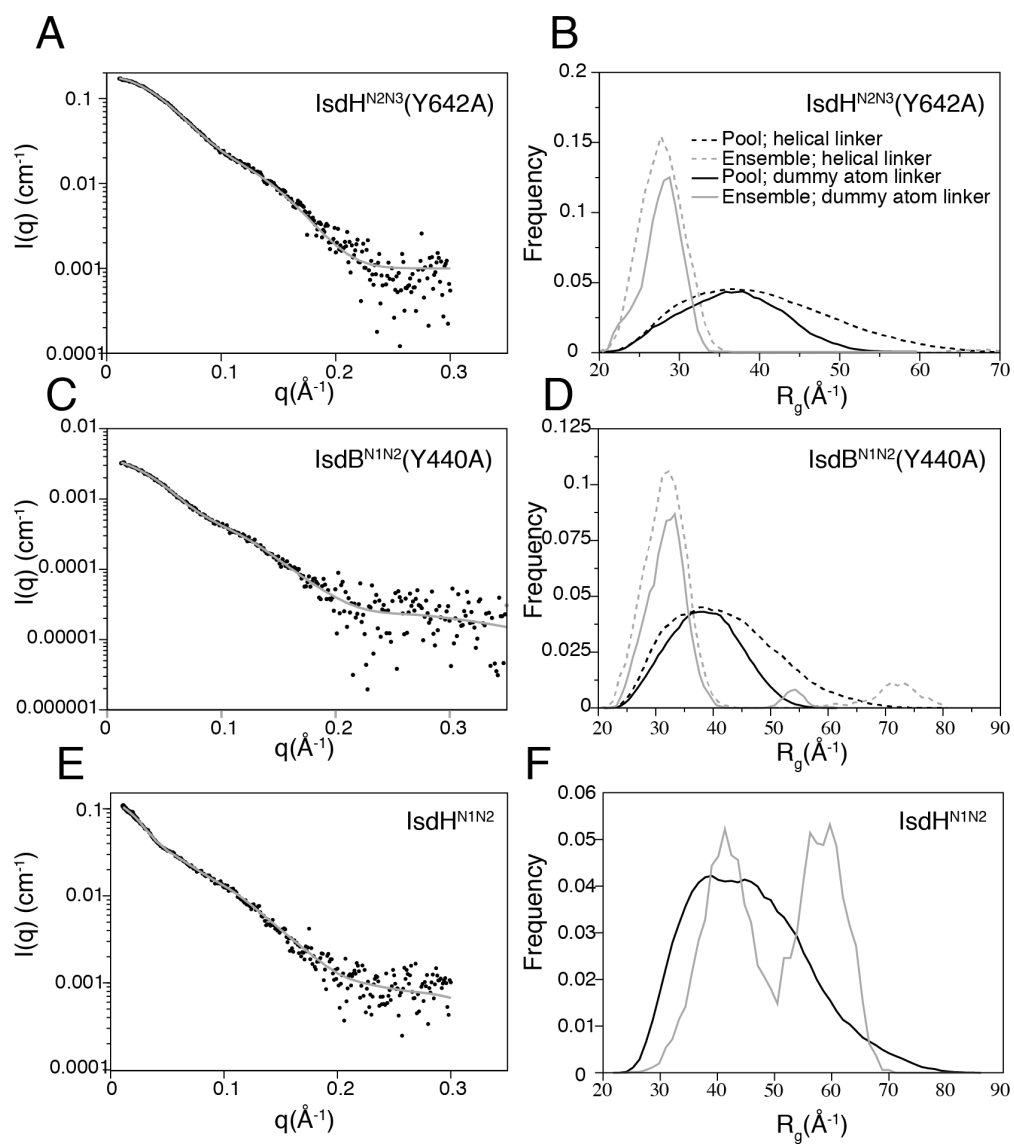 A
IsdH^N2N3(Y642A)
0.1
0.01
0.001
0.0001
I(q) (cm^-1)
0 0.1 0.2 0.3
q(Å^-1)
B
IsdH^N2N3(Y642A)
Pool; helical linker
Ensemble; helical linker
Pool; dummy atom linker
Ensemble; dummy atom linker
0.2
0.15
0.1
0.05
0
Frequency
20 30 40 50 60 70
R_g(Å^-1)
C
IsdB^N1N2(Y440A)
0.01
0.001
0.0001
0.00001
0.000001
I(q) (cm^-1)
0 0.1 0.2 0.3
q(Å^-1)
D
IsdB^N1N2(Y440A)
0.125
0.1
0.075
0.05
0.025
0
Frequency
20 30 40 50 60 70 80 90
R_g(Å^-1)
E
IsdH^N1N2
0.1
0.01
0.001
0.0001
I(q) (cm^-1)
0 0.1 0.2 0.3
q(Å^-1)
F
IsdH^N1N2
0.06
0.05
0.04
0.03
0.02
0.01
0
Frequency
20 30 40 50 60 70 80 90
R_g(Å^-1)